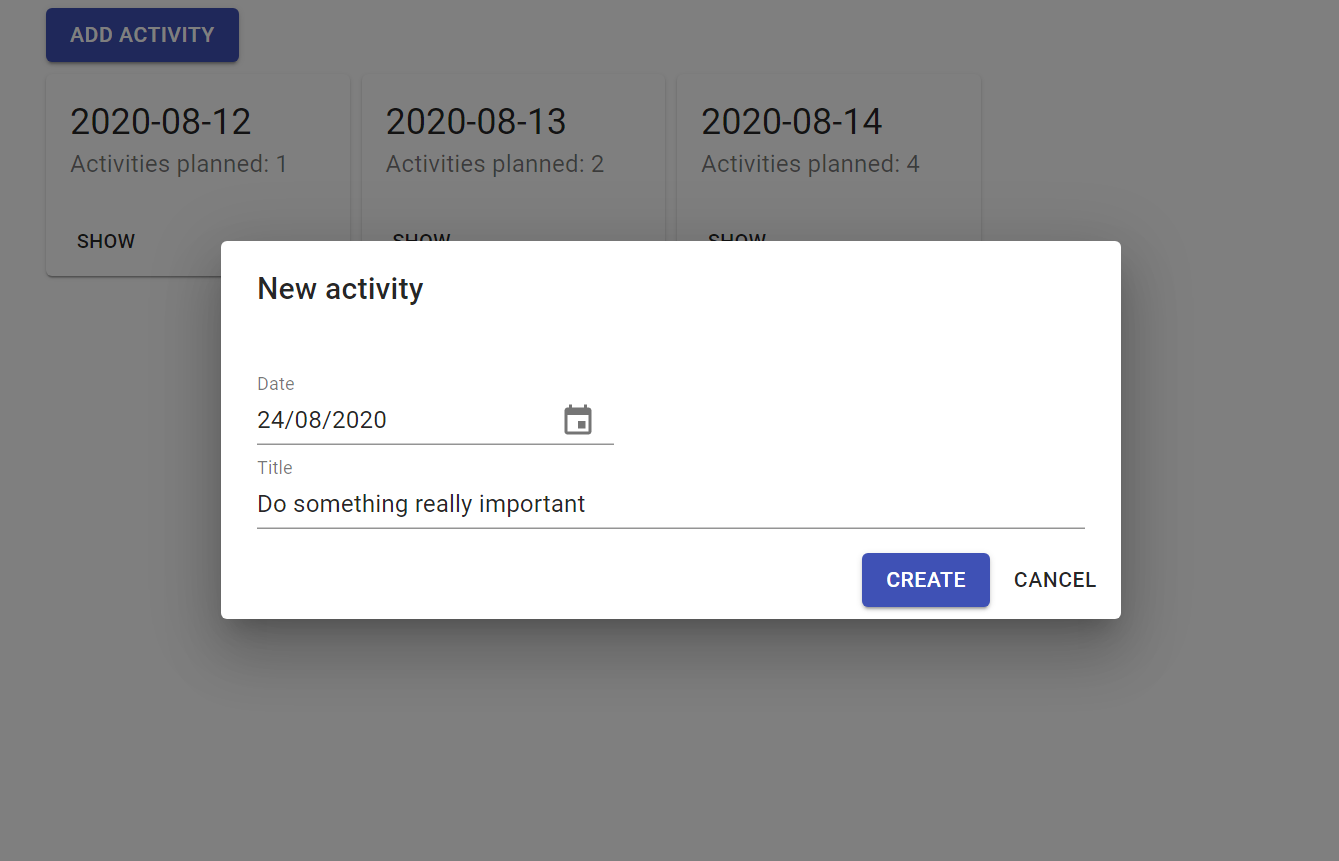 ADD ACTIVITY
2020-08-12 2020-08-13 2020-08-14
Activities planned: 1 Activities planned: 2 Activities planned: 4
SHOW SHOW SHOW
New activity
Date
24/08/2020
Title
Do something really important
CREATE CANCEL